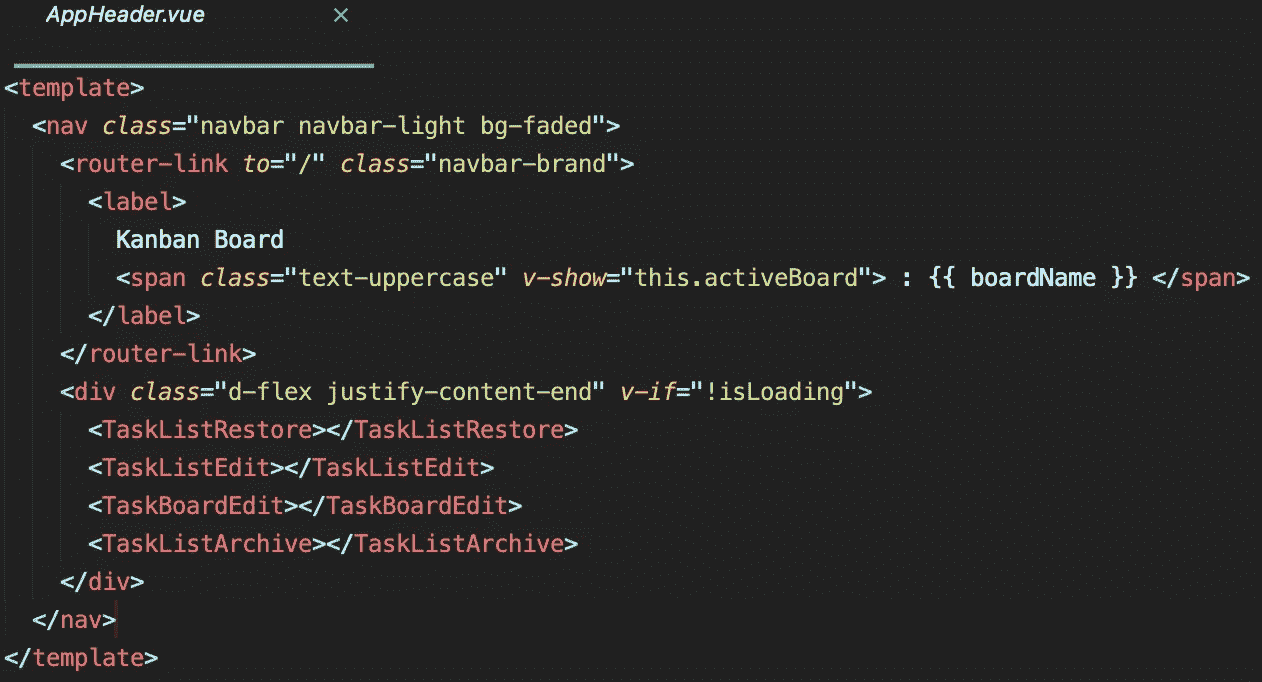 AppHeader.vue ×
<template>
<nav class="navbar navbar-light bg-faded">
<router-link to="/" class="navbar-brand">
<label>
Kanban Board
<span class="text-uppercase" v-show="this.activeBoard"> : {{ boardName }} </span>
</label>
</router-link>
<div class="d-flex justify-content-end" v-if="!isLoading">
<TaskListRestore></TaskListRestore>
<TaskListEdit></TaskListEdit>
<TaskBoardEdit></TaskBoardEdit>
<TaskListArchive></TaskListArchive>
</div>
</nav>
</template>